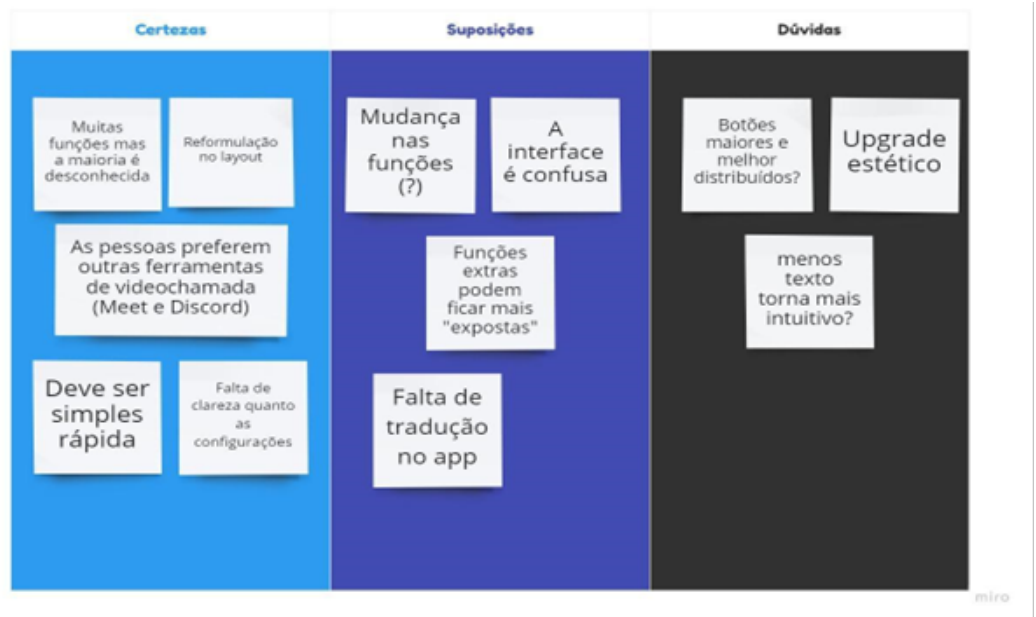 Certezas
Suposições
Dúvidas
Muitas
funções mas
a maioria é
desconhecida
Reformulação
no layout
As pessoas preferem
outras ferramentas
de videochamada
(Meet e Discord)
Deve ser
simples
rápida
Falta de
clareza quanto
as
configurações
Mudança
nas
funções
(?)
A
interface
é confusa
Funções
extras
podem
ficar mais
"expostas"
Falta de
tradução
no app
Botões
maiores e
melhor
distribuídos?
Upgrade
estético
menos
texto
torna mais
intuitivo?
miro